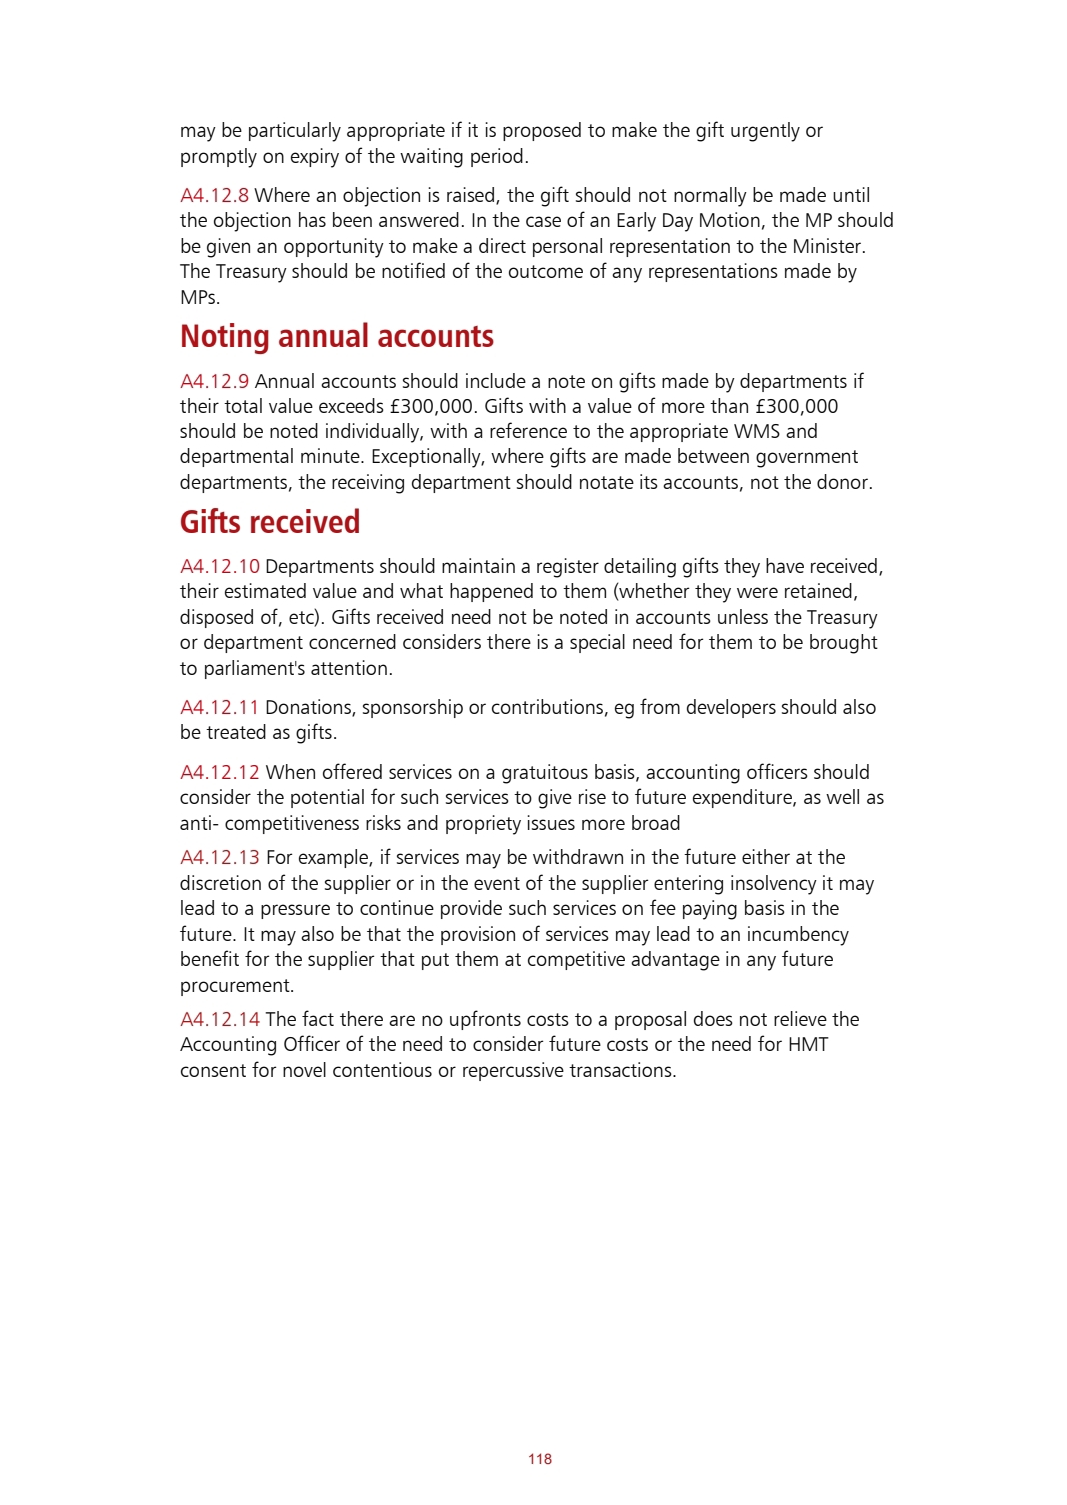 may be particularly appropriate if it is proposed to make the gift urgently or
promptly on expiry of the waiting period.
A4.12.8 Where an objection is raised, the gift should not normally be made until
the objection has been answered. In the case of an Early Day Motion, the MP should
be given an opportunity to make a direct personal representation to the Minister.
The Treasury should be notified of the outcome of any representations made by
MPs.
Noting annual accounts
A4.12.9 Annual accounts should include a note on gifts made by departments if
their total value exceeds £300,000. Gifts with a value of more than £300,000
should be noted individually, with a reference to the appropriate WMS and
departmental minute. Exceptionally, where gifts are made between government
departments, the receiving department should notate its accounts, not the donor.
Gifts received
A4.12.10 Departments should maintain a register detailing gifts they have received,
their estimated value and what happened to them (whether they were retained,
disposed of, etc). Gifts received need not be noted in accounts unless the Treasury
or department concerned considers there is a special need for them to be brought
to parliament's attention.
A4.12.11 Donations, sponsorship or contributions, eg from developers should also
be treated as gifts.
A4.12.12 When offered services on a gratuitous basis, accounting officers should
consider the potential for such services to give rise to future expenditure, as well as
anti- competitiveness risks and propriety issues more broad
A4.12.13 For example, if services may be withdrawn in the future either at the
discretion of the supplier or in the event of the supplier entering insolvency it may
lead to a pressure to continue provide such services on fee paying basis in the
future. It may also be that the provision of services may lead to an incumbency
benefit for the supplier that put them at competitive advantage in any future
procurement.
A4.12.14 The fact there are no upfronts costs to a proposal does not relieve the
Accounting Officer of the need to consider future costs or the need for HMT
consent for novel contentious or repercussive transactions.
118